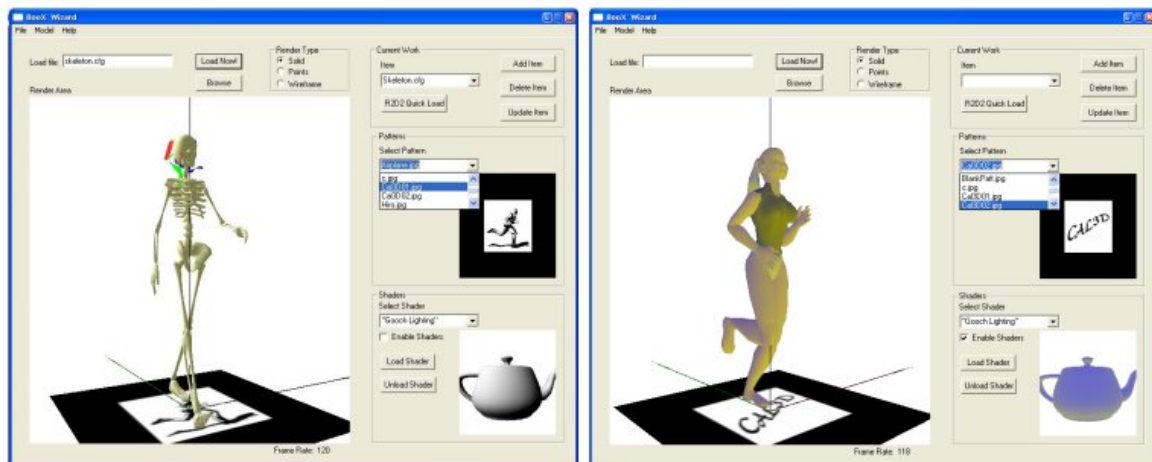 BooX Wizard
File Model Help
Load file: skeleton.cfg
Load Now!
Browse
Render Type
Solid
Points
Wireframe
Render Area
Current Work
Item
Skeleton.cfg
R2D2 Quick Load
Add Item
Delete Item
Update Item
Patterns
Select Pattern
c.jpg
Cal3D01.jpg
Cal3D02.jpg
Hiro.jpg
Shaders
Select Shader
"Gooch Lighting"
Enable Shaders
Load Shader
Unload Shader
Frame Rate: 120
BooX Wizard
File Model Help
Load file:
Load Now!
Browse
Render Type
Solid
Points
Wireframe
Render Area
Current Work
Item
R2D2 Quick Load
Add Item
Delete Item
Update Item
Patterns
Select Pattern
Cal3D02.jpg
BlankPatt.jpg
c.jpg
Cal3D01.jpg
Cal3D02.jpg
CAL3D
Shaders
Select Shader
"Gooch Lighting"
Enable Shaders
Load Shader
Unload Shader
CAL3D
Frame Rate: 118